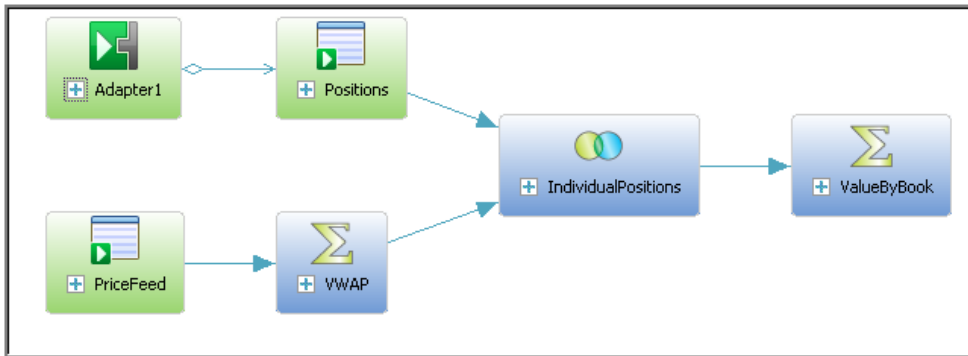 Adapter1
Positions
IndividualPositions
ValueByBook
PriceFeed
VWAP